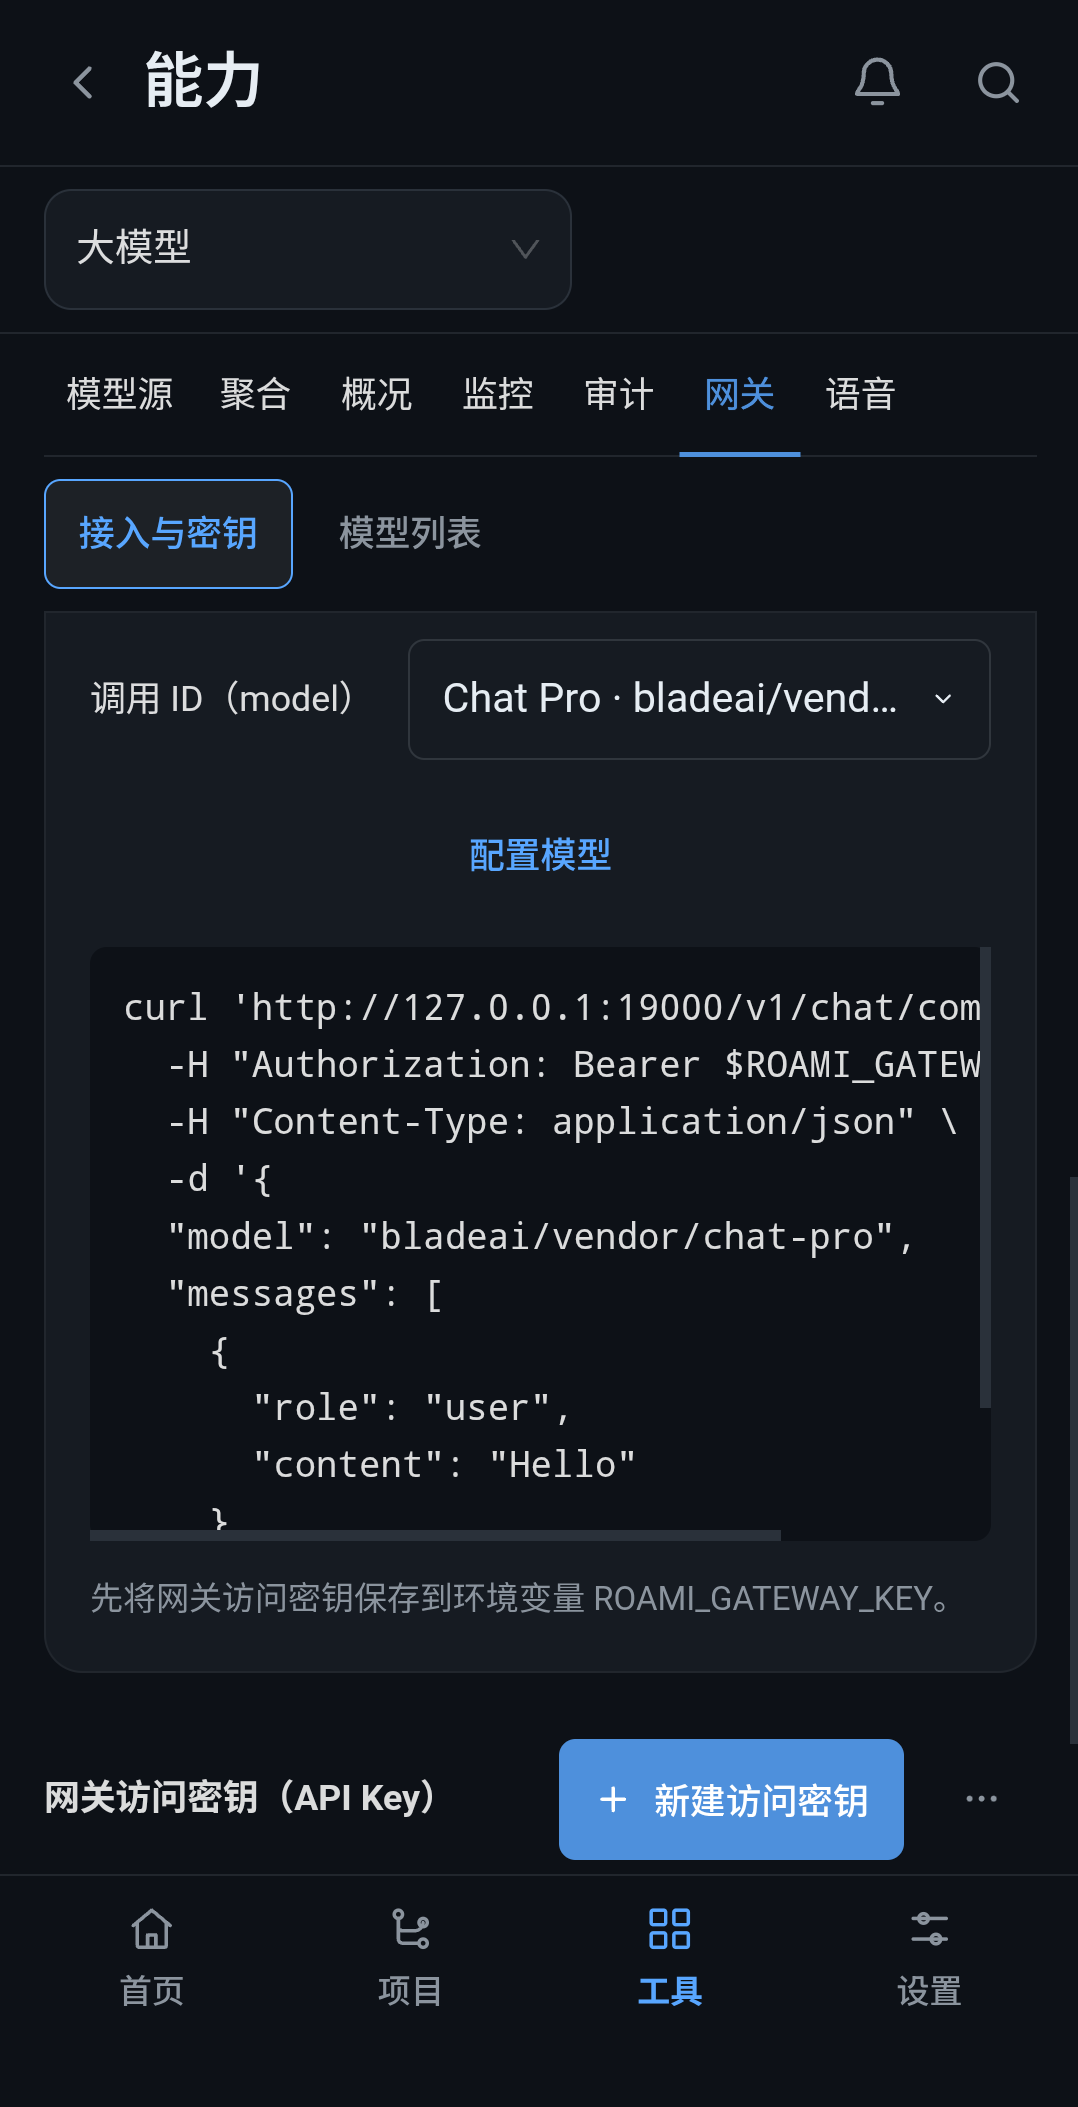 能力
大模型
模型源 聚合 概况 监控 审计 网关 语音
接入与密钥 模型列表
调用 ID（model） Chat Pro · bladeai/vend...
配置模型
curl 'http://127.0.0.1:19000/v1/chat/com
-H "Authorization: Bearer $ROAMI_GATEW
-H "Content-Type: application/json" \
-d '{
"model": "bladeai/vendor/chat-pro",
"messages": [
{
"role": "user",
"content": "Hello"
}
先将网关访问密钥保存到环境变量 ROAMI_GATEWAY_KEY。
网关访问密钥（API Key） + 新建访问密钥 ...
首页 项目 工具 设置